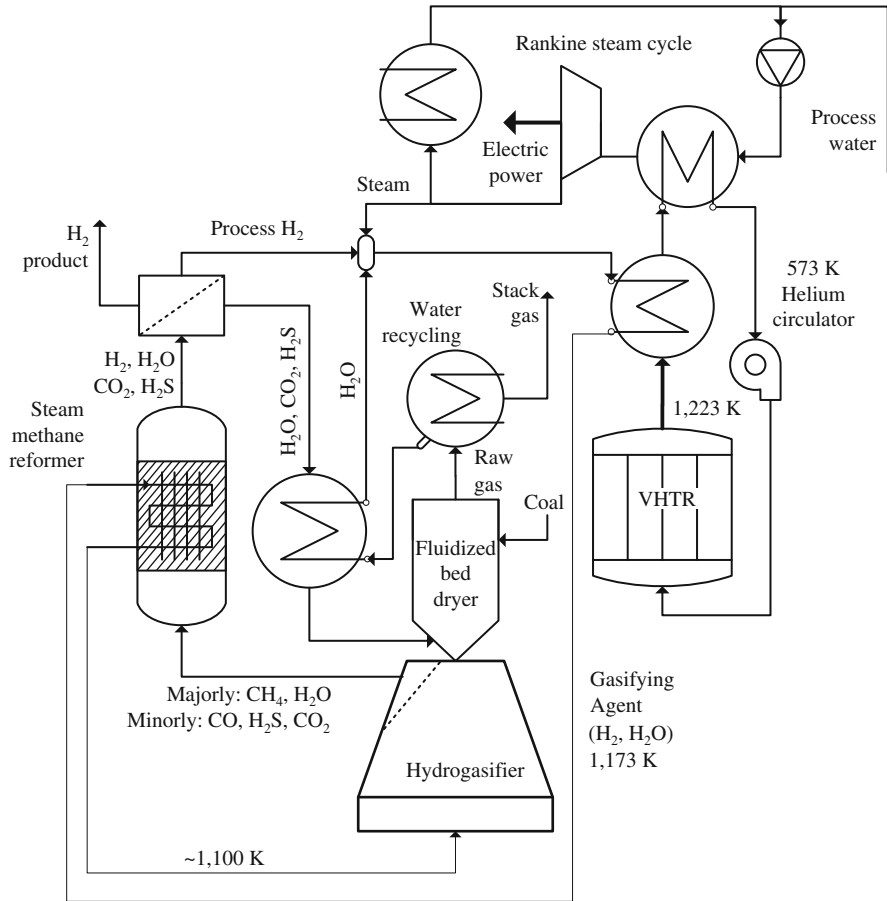 Rankine steam cycle
Process
water
Electric
power
Steam
H₂
product
Process H₂
573 K
Helium
circulator
Stack
gas
Water
recycling
H₂, H₂O
CO₂, H₂S
H₂O, CO₂, H₂S
H₂O
Steam
methane
reformer
1,223 K
Raw
gas
Coal
VHTR
Fluidized
bed
dryer
Majorly: CH₄, H₂O
Minorly: CO, H₂S, CO₂
Gasifying
Agent
(H₂, H₂O)
1,173 K
Hydrogasifier
~1,100 K